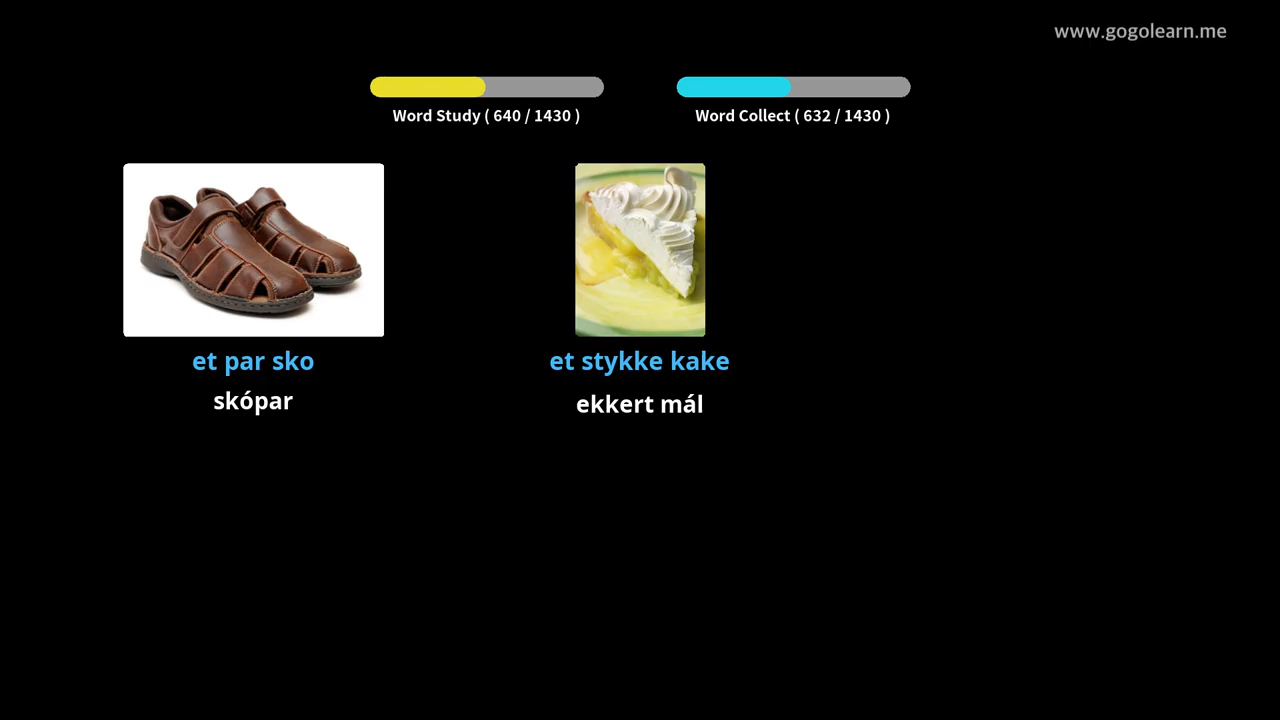 www.gogolearn.me
Word Study ( 640 / 1430 )
Word Collect ( 632 / 1430 )
et par sko
skópar
et stykke kake
ekkert mál